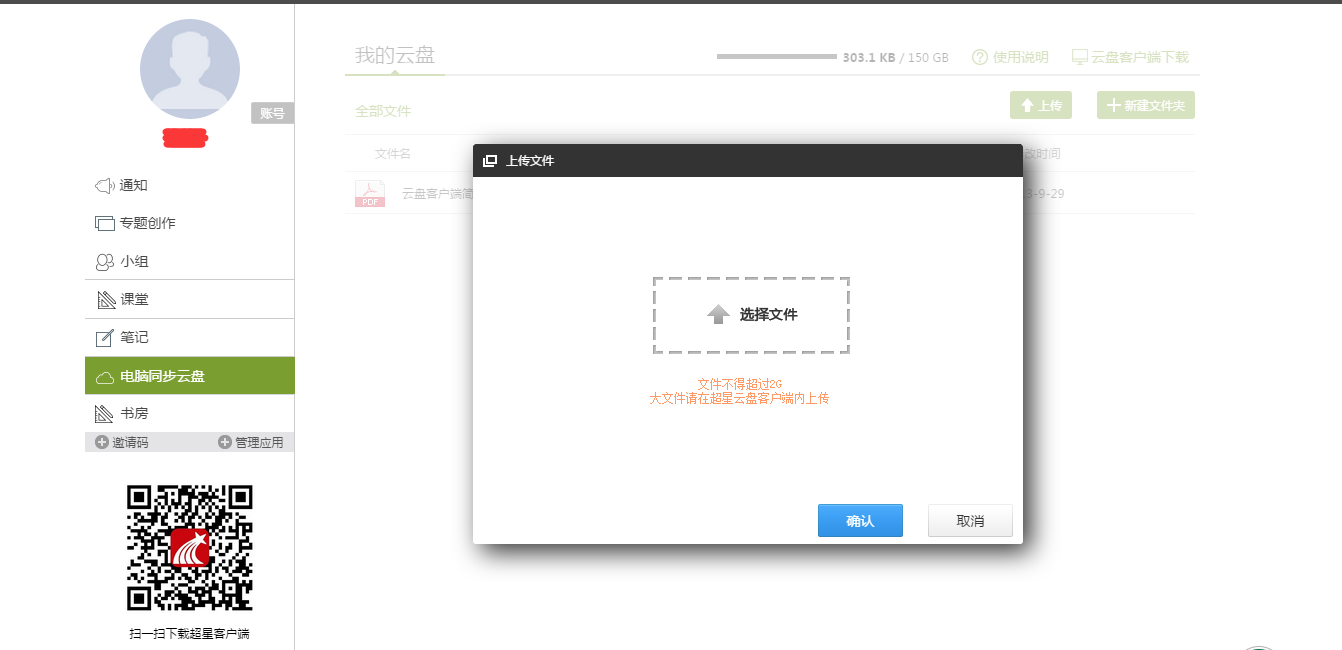 账号
通知
专题创作
小组
课堂
笔记
电脑同步云盘
书房
邀请码 管理应用
扫一扫下载超星客户端
我的云盘
303.1 KB / 150 GB
使用说明
云盘客户端下载
全部文件
上传
新建文件夹
文件名
改时间
PDF
云盘客户端简
3-9-29
上传文件
选择文件
文件不得超过2G
大文件请在超星云盘客户端内上传
确认
取消